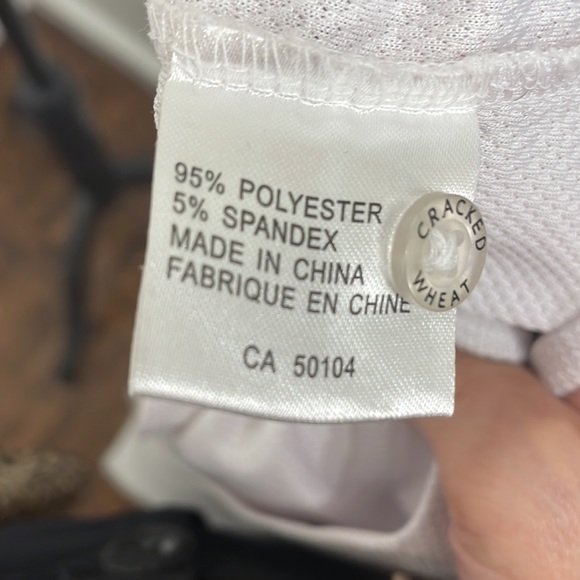 95% POLYESTER
5% SPANDEX
MADE IN CHINA
FABRIQUE EN CHINE
CA 50104
CRACKED
WHEAT